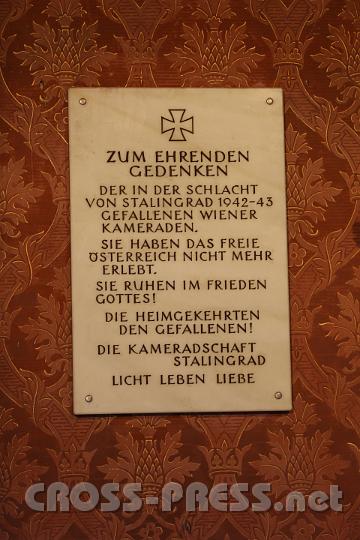 ZUM EHRENDEN
GEDENKEN
DER IN DER SCHLACHT
VON STALINGRAD 1942-43
GEFALLENEN WIENER
KAMERADEN.
SIE HABEN DAS FREIE
ÖSTERREICH NICHT MEHR
ERLEBT.
SIE RUHEN IM FRIEDEN
GOTTES!
DIE HEIMGEKEHRTEN
DEN GEFALLENEN!
DIE KAMERADSCHAFT
STALINGRAD
LICHT LEBEN LIEBE
CROSS-PRESS.net